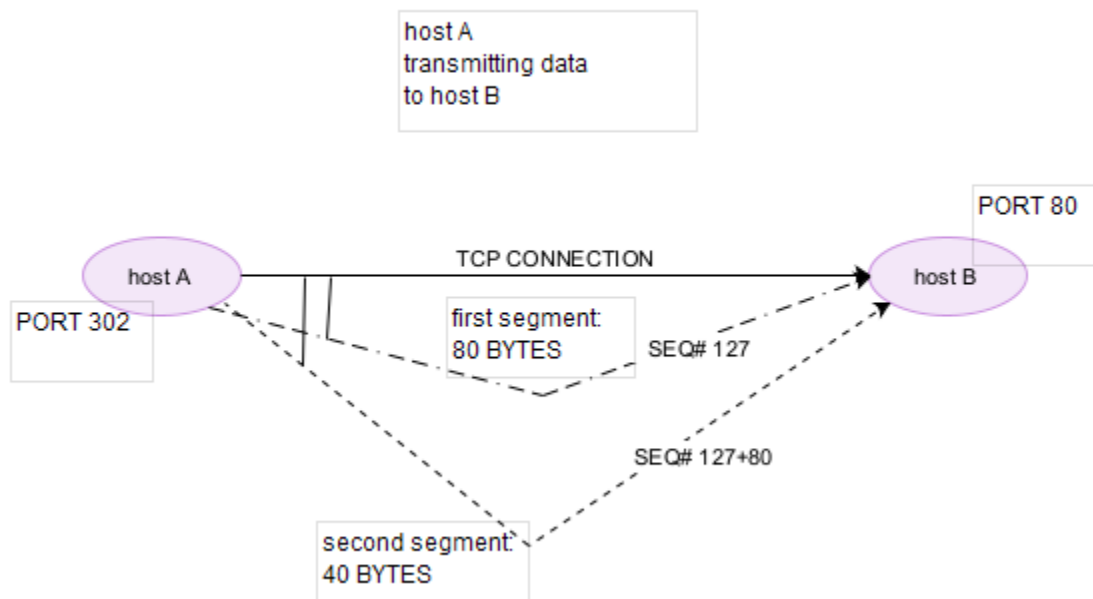 host A
transmitting data
to host B
PORT 80
TCP CONNECTION
host A
host B
PORT 302
first segment:
80 BYTES
SEQ# 127
SEQ# 127+80
second segment:
40 BYTES